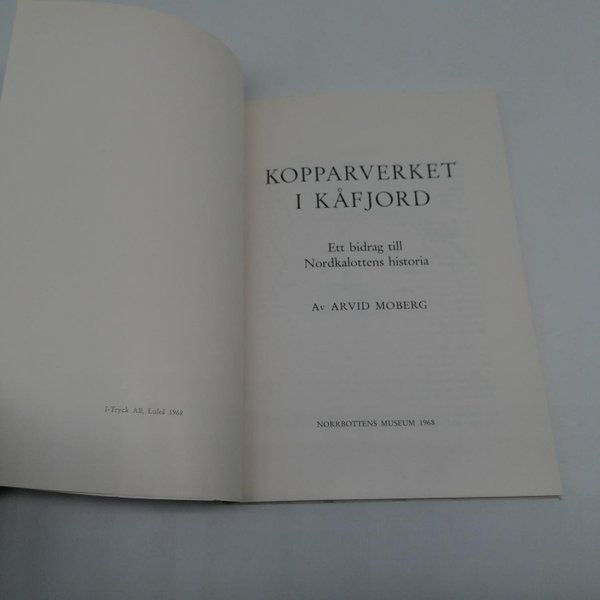 I-Tryck AB, Luleå 1968
KOPPARVERKET
I KÅFJORD
Ett bidrag till
Nordkalottens historia
Av ARVID MOBERG
NORRBOTTENS MUSEUM 1968